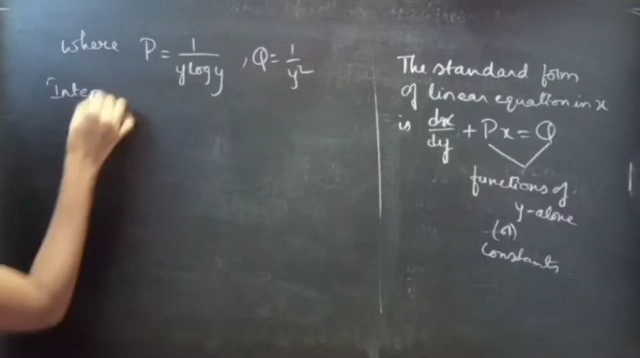 where P = 1/(y log y) , Q = 1/y²
Inte
The standard form
of linear equation in x
is dx/dy + Px = Q
functions of
y-alone
(or)
constants